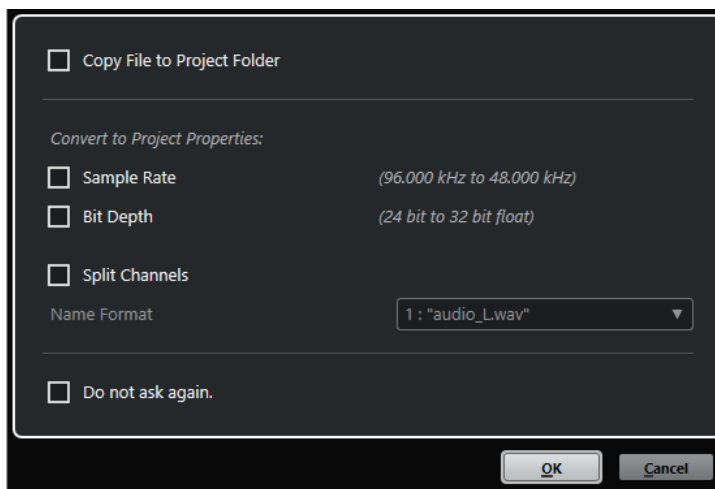 Copy File to Project Folder
Convert to Project Properties:
Sample Rate (96.000 kHz to 48.000 kHz)
Bit Depth (24 bit to 32 bit float)
Split Channels
Name Format 1 : "audio_L.wav"
Do not ask again.
OK Cancel